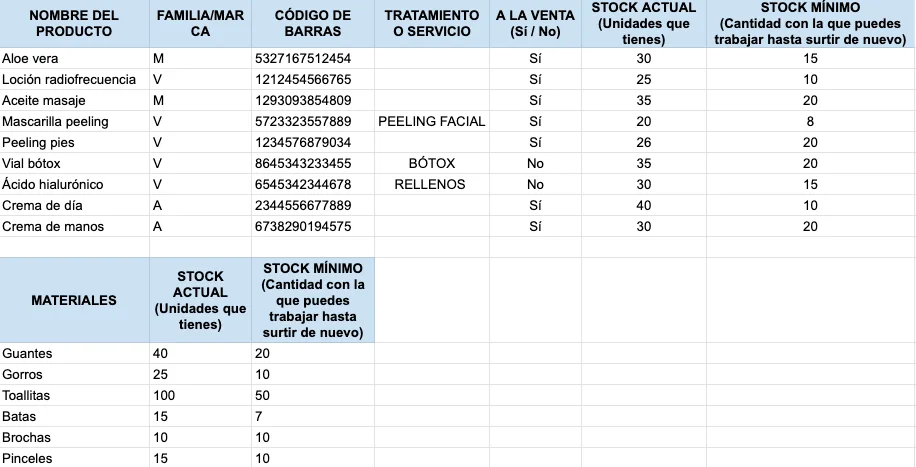 NOMBRE DEL PRODUCTO FAMILIA/MARCA CÓDIGO DE BARRAS TRATAMIENTO O SERVICIO A LA VENTA (Sí / No) STOCK ACTUAL (Unidades que tienes) STOCK MÍNIMO (Cantidad con la que puedes trabajar hasta surtir de nuevo)
Aloe vera M 5327167512454 Sí 30 15
Loción radiofrecuencia V 1212454566765 Sí 25 10
Aceite masaje M 1293093854809 Sí 35 20
Mascarilla peeling V 5723323557889 PEELING FACIAL Sí 20 8
Peeling pies V 1234576879034 Sí 26 20
Vial bótox V 8645343233455 BÓTOX No 35 20
Ácido hialurónico V 6545342344678 RELLENOS No 30 15
Crema de día A 2344556677889 Sí 40 10
Crema de manos A 6738290194575 Sí 30 20
MATERIALES STOCK ACTUAL (Unidades que tienes) STOCK MÍNIMO (Cantidad con la que puedes trabajar hasta surtir de nuevo)
Guantes 40 20
Gorros 25 10
Toallitas 100 50
Batas 15 7
Brochas 10 10
Pinceles 15 10